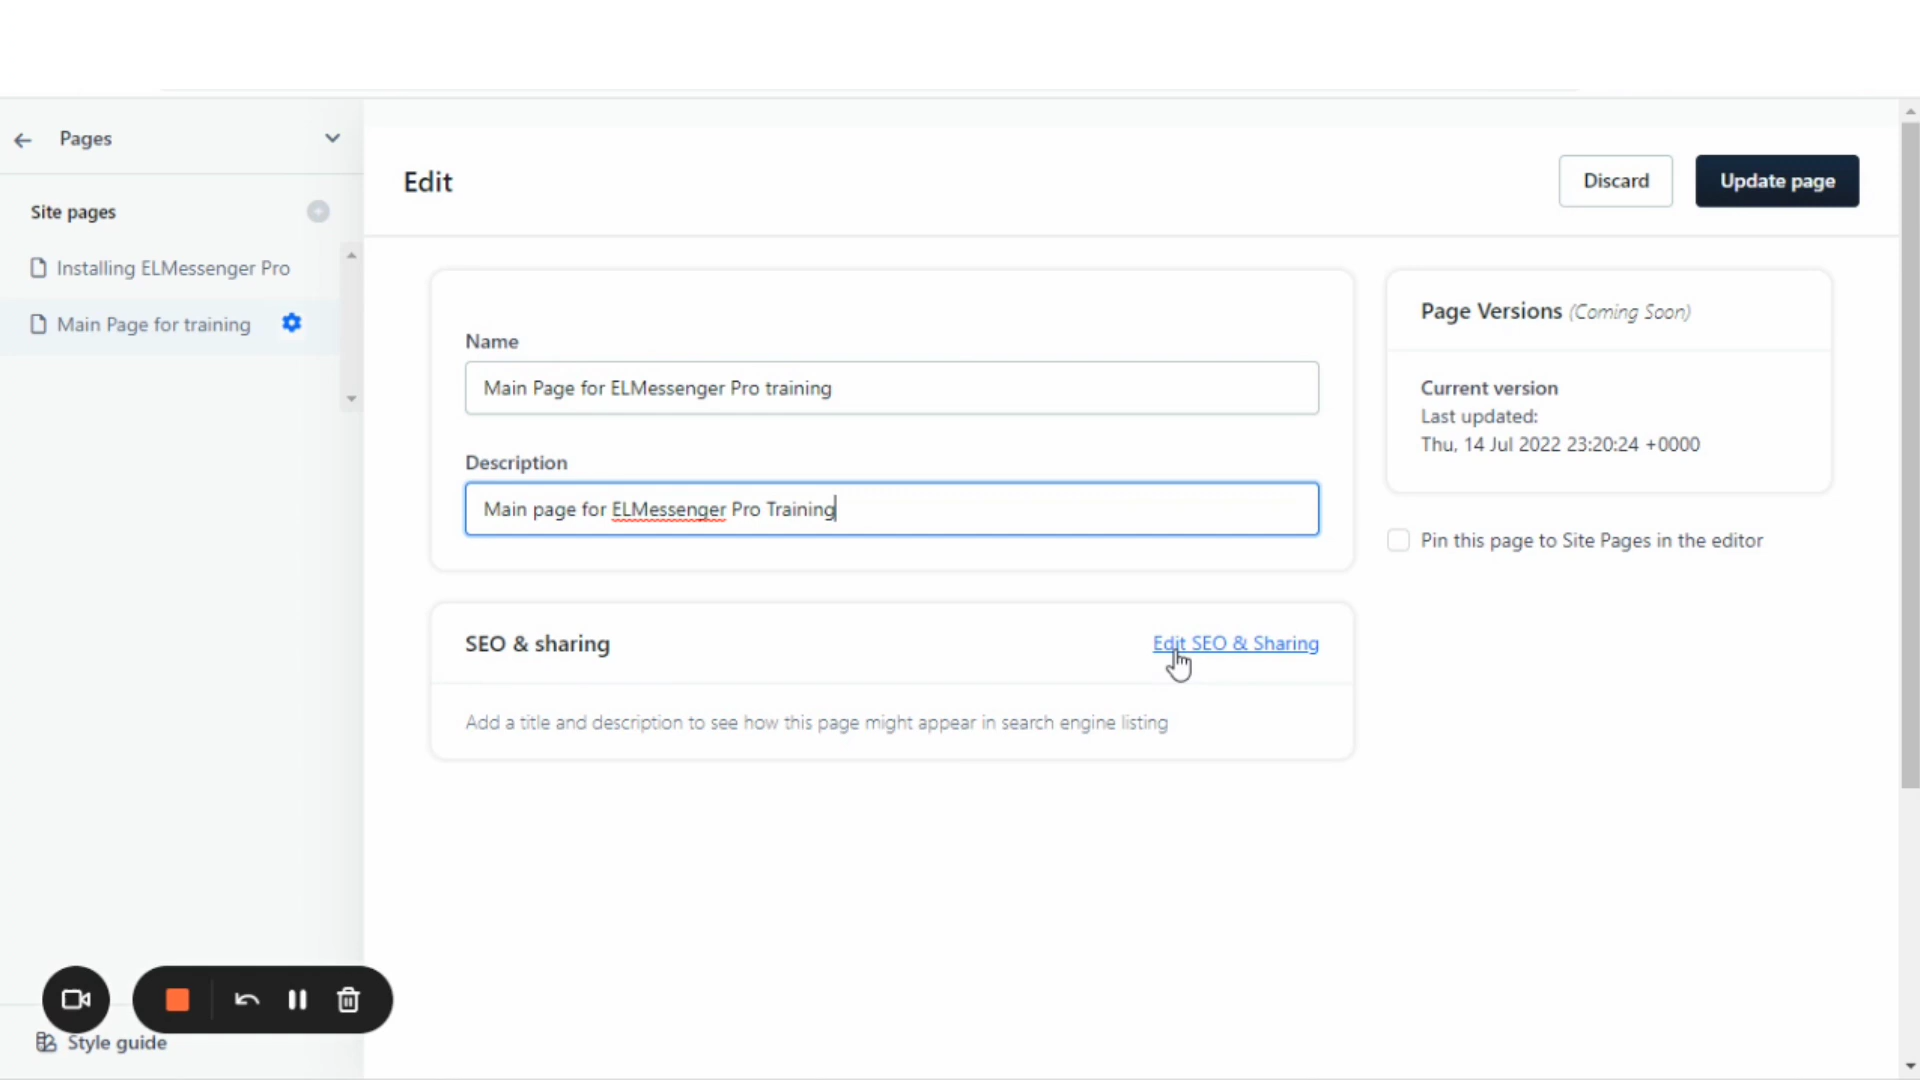 Pages
Site pages
Installing ELMessenger Pro
Main Page for training
Style guide
Edit
Discard
Update page
Name
Main Page for ELMessenger Pro training
Description
Main page for ELMessenger Pro Training
SEO & sharing
Edit SEO & Sharing
Add a title and description to see how this page might appear in search engine listing
Page Versions (Coming Soon)
Current version
Last updated:
Thu, 14 Jul 2022 23:20:24 +0000
Pin this page to Site Pages in the editor